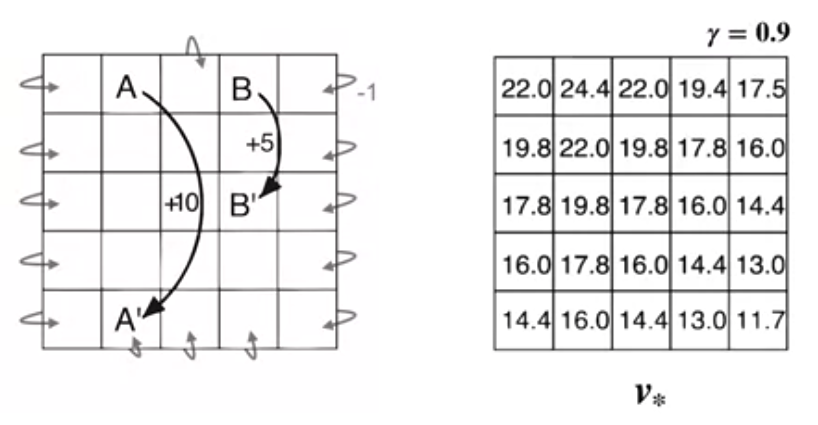 γ = 0.9
A B -1
+5
+10 B'
A'
22.0 24.4 22.0 19.4 17.5
19.8 22.0 19.8 17.8 16.0
17.8 19.8 17.8 16.0 14.4
16.0 17.8 16.0 14.4 13.0
14.4 16.0 14.4 13.0 11.7
v*